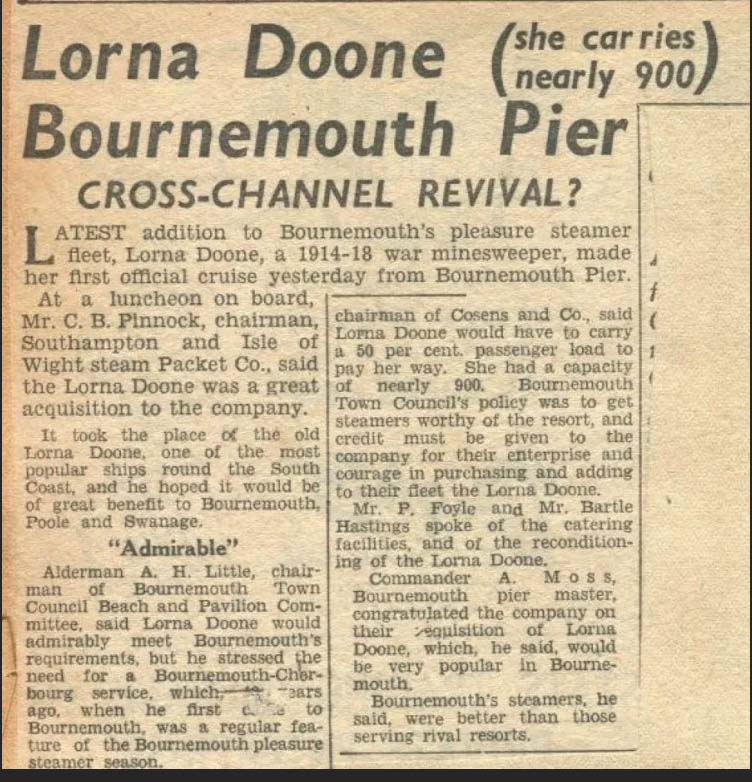 Lorna Doone (she carries
nearly 900)
Bournemouth Pier
CROSS-CHANNEL REVIVAL?
LATEST addition to Bournemouth's pleasure steamer
fleet, Lorna Doone, a 1914-18 war minesweeper, made
her first official cruise yesterday from Bournemouth Pier.
At a luncheon on board,
Mr. C. B. Pinnock, chairman,
Southampton and Isle of
Wight steam Packet Co., said
the Lorna Doone was a great
acquisition to the company.
It took the place of the old
Lorna Doone, one of the most
popular ships round the South
Coast, and he hoped it would be
of great benefit to Bournemouth,
Poole and Swanage.
"Admirable"
Alderman A. H. Little, chair-
man of Bournemouth Town
Council Beach and Pavilion Com-
mittee, said Lorna Doone would
admirably meet Bournemouth's
requirements, but he stressed the
need for a Bournemouth-Cher-
bourg service, which,
ago, when he first to
Bournemouth, was a regular fea-
ture of the Bournemouth pleasure
steamer season.
chairman of Cosens and Co., said
Lorna Doone would have to carry
a 50 per cent. passenger load to
pay her way. She had a capacity
of nearly 900. Bournemouth
Town Council's policy was to get
steamers worthy of the resort, and
credit must be given to the
company for their enterprise and
courage in purchasing and adding
to their fleet the Lorna Doone.
Mr. P. Foyle and Mr. Bartle
Hastings spoke of the catering
facilities, and of the recondition-
ing of the Lorna Doone.
Commander A. Moss,
Bournemouth pier master,
congratulated the company on
their of Lorna
Doone, which, he said, would
be very popular in Bourne-
mouth.
Bournemouth's steamers, he
said, were better than those
serving rival resorts.